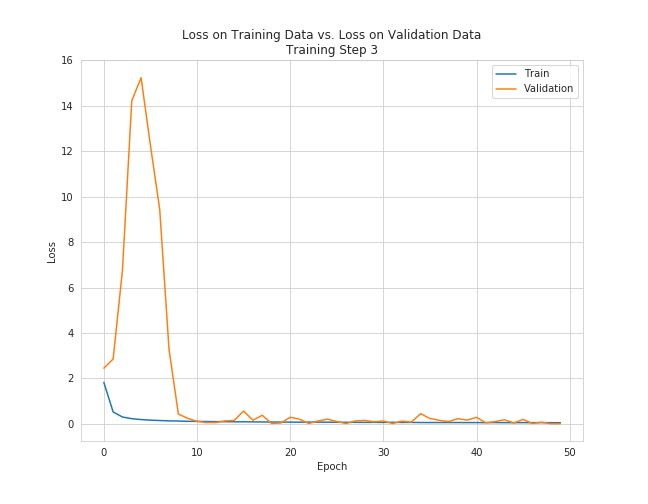 Loss on Training Data vs. Loss on Validation Data
Training Step 3
Train
Validation
16
14
12
10
8
6
4
2
0
Loss
0
10
20
30
40
50
Epoch